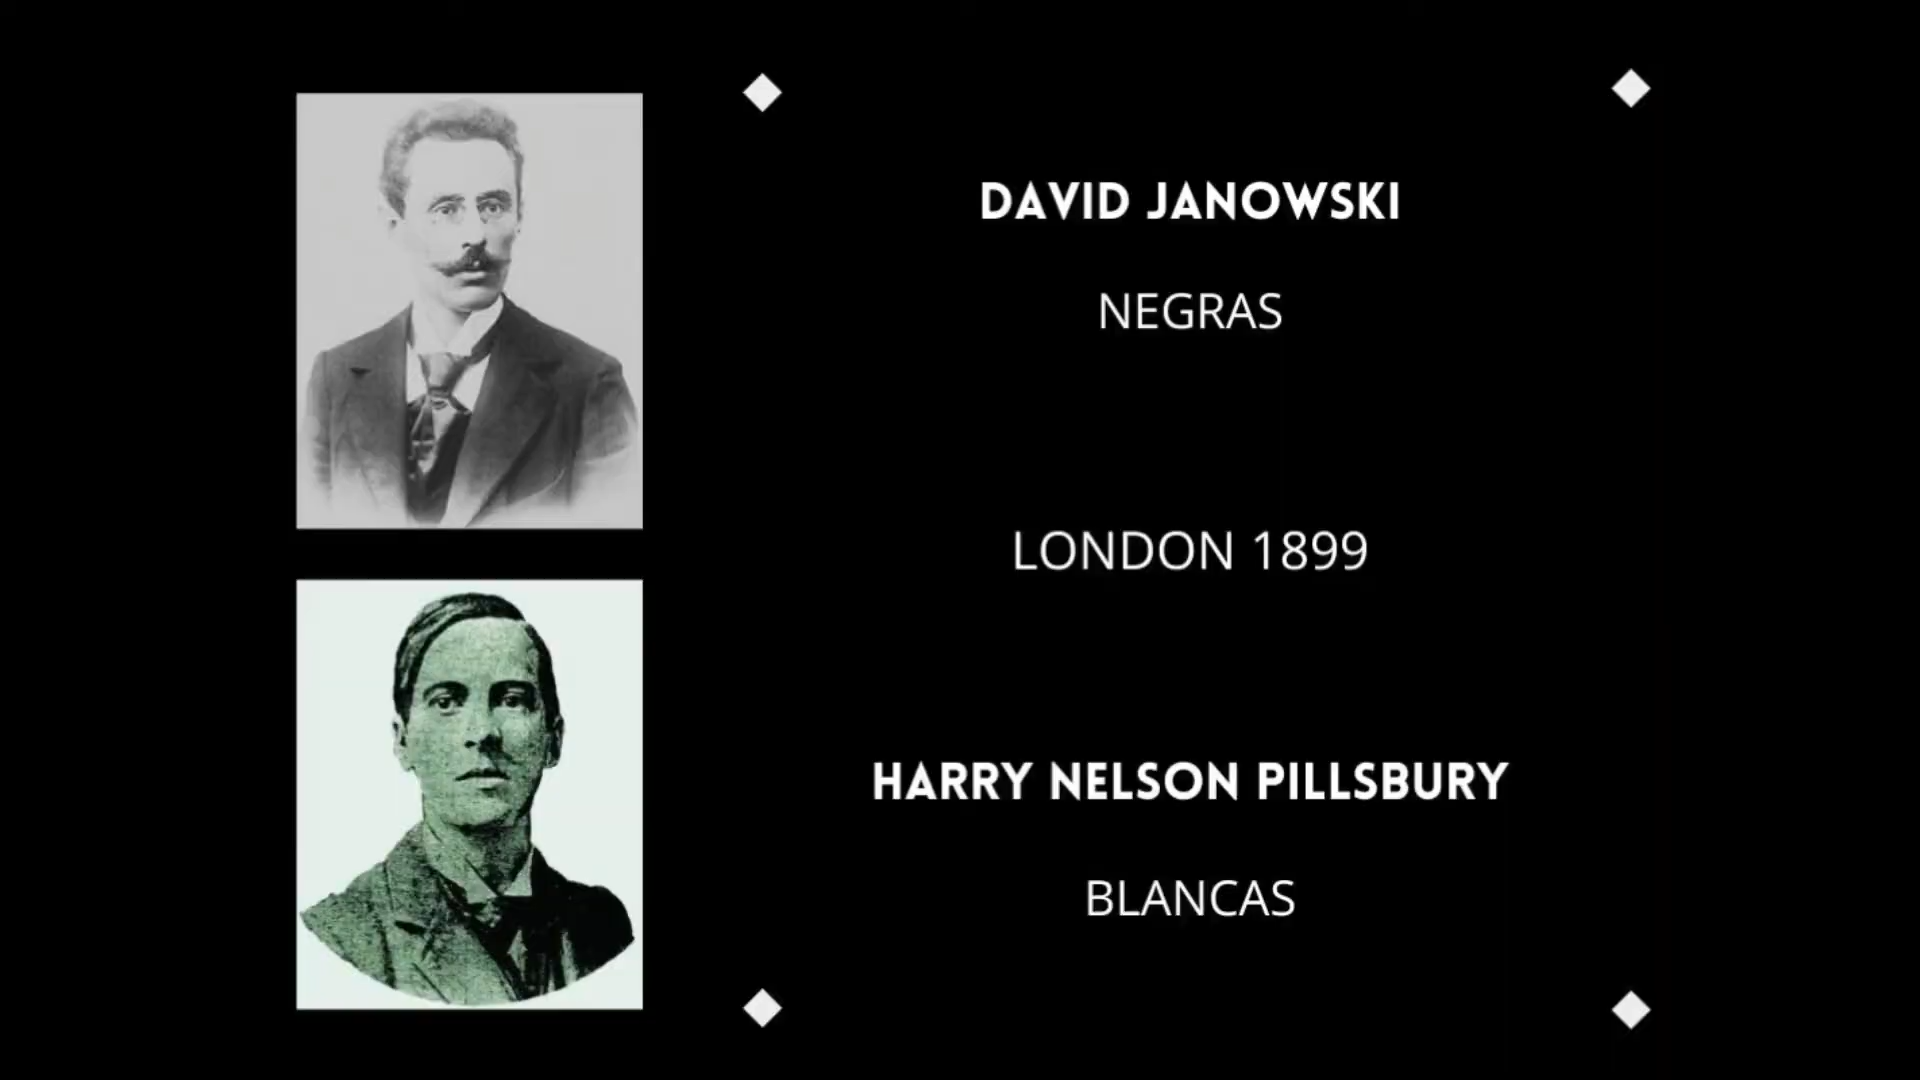 DAVID JANOWSKI
NEGRAS
LONDON 1899
HARRY NELSON PILLSBURY
BLANCAS